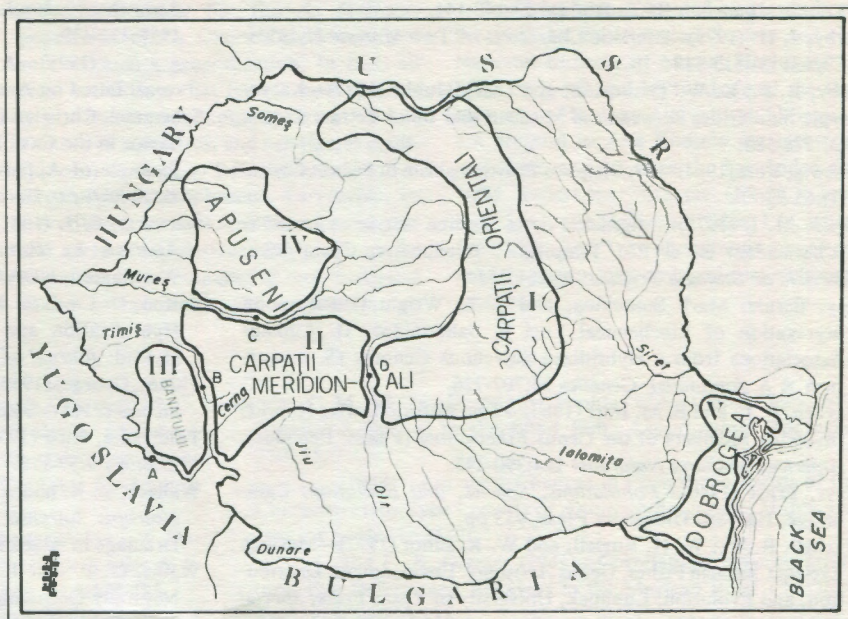 U S S R
HUNGARY
Someş
APUSENI
IV
CARPAŢII ORIENTALI
I
Mureş
C
Timiş
II
III
CARPAŢII
MERIDION-ALI
D
B
BANATULUI
Cerna
Siret
YUGOSLAVIA
V
A
Jiu
Olt
Ialomiţa
DOBROGEA
Dunare
BULGARIA
BLACK SEA